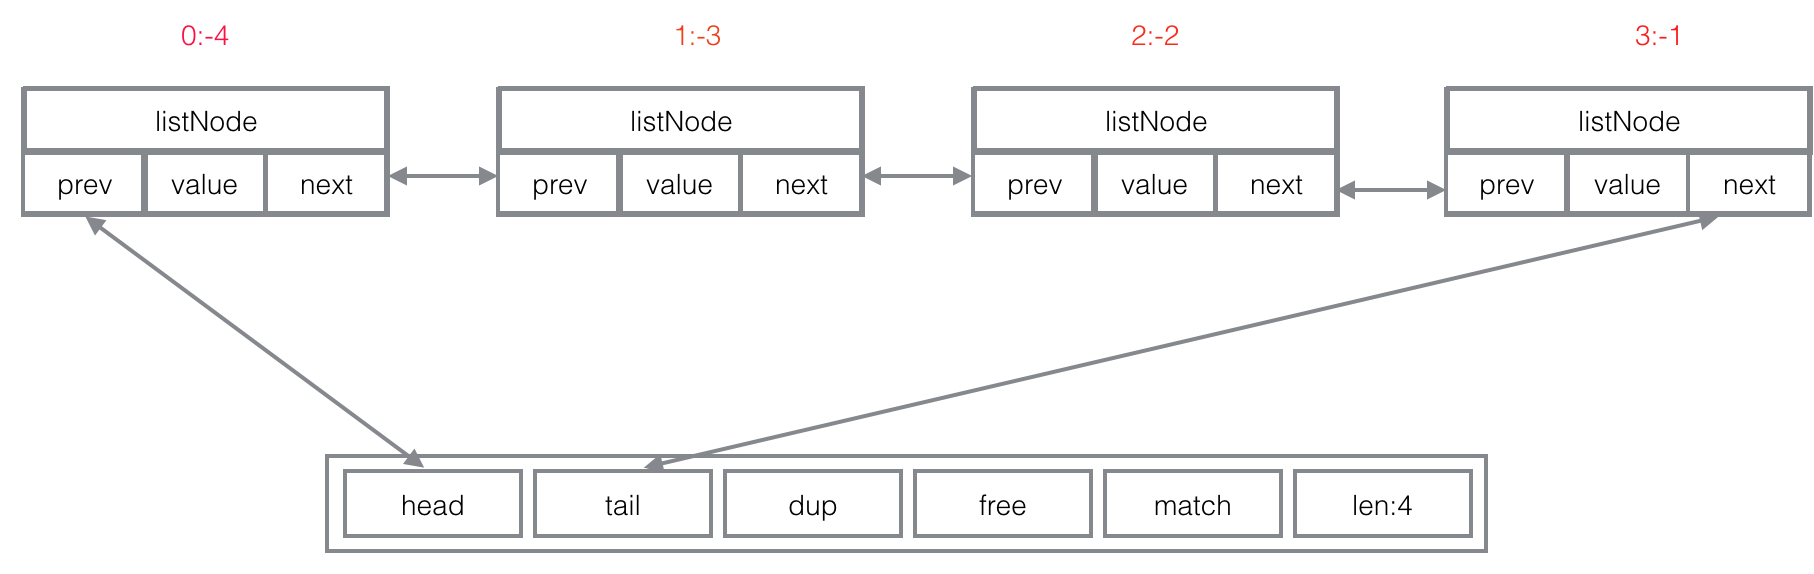 0:-4 1:-3 2:-2 3:-1
listNode listNode listNode listNode
prev value next prev value next prev value next prev value next
head tail dup free match len:4